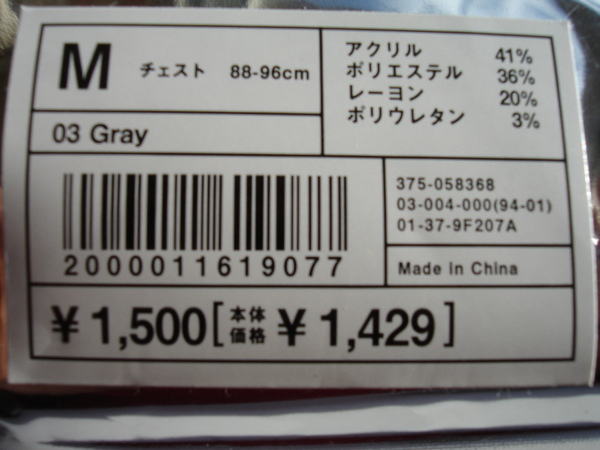 M チェスト 88-96cm
03 Gray
アクリル 41%
ポリエステル 36%
レーヨン 20%
ポリウレタン 3%
2000011619077
375-058368
03-004-000(94-01)
01-37-9F207A
Made in China
¥1,500[本体価格 ¥1,429]